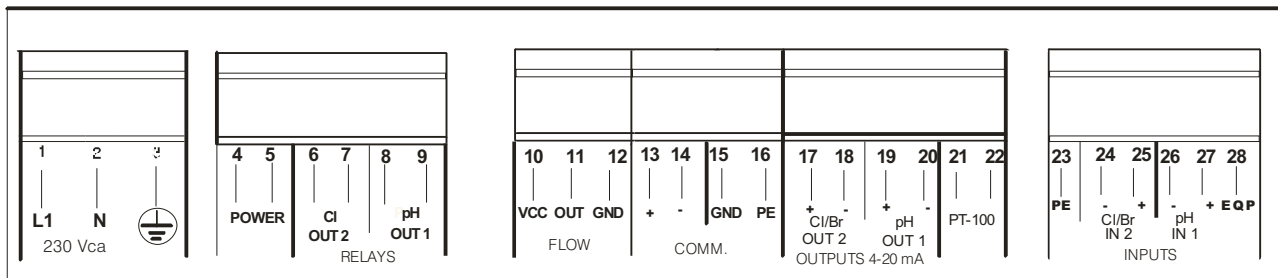 1 2 3
L1 N
230 Vca
4 5 6 7 8 9
POWER Cl pH
OUT 2 OUT 1
RELAYS
10 11 12 13 14 15 16
VCC OUT GND + - GND PE
FLOW COMM.
17 18 19 20 21 22
+ - + -
Cl/Br pH PT-100
OUT 2 OUT 1
OUTPUTS 4-20 mA
23 24 25 26 27 28
PE - + - + EQP
Cl/Br pH
IN 2 IN 1
INPUTS